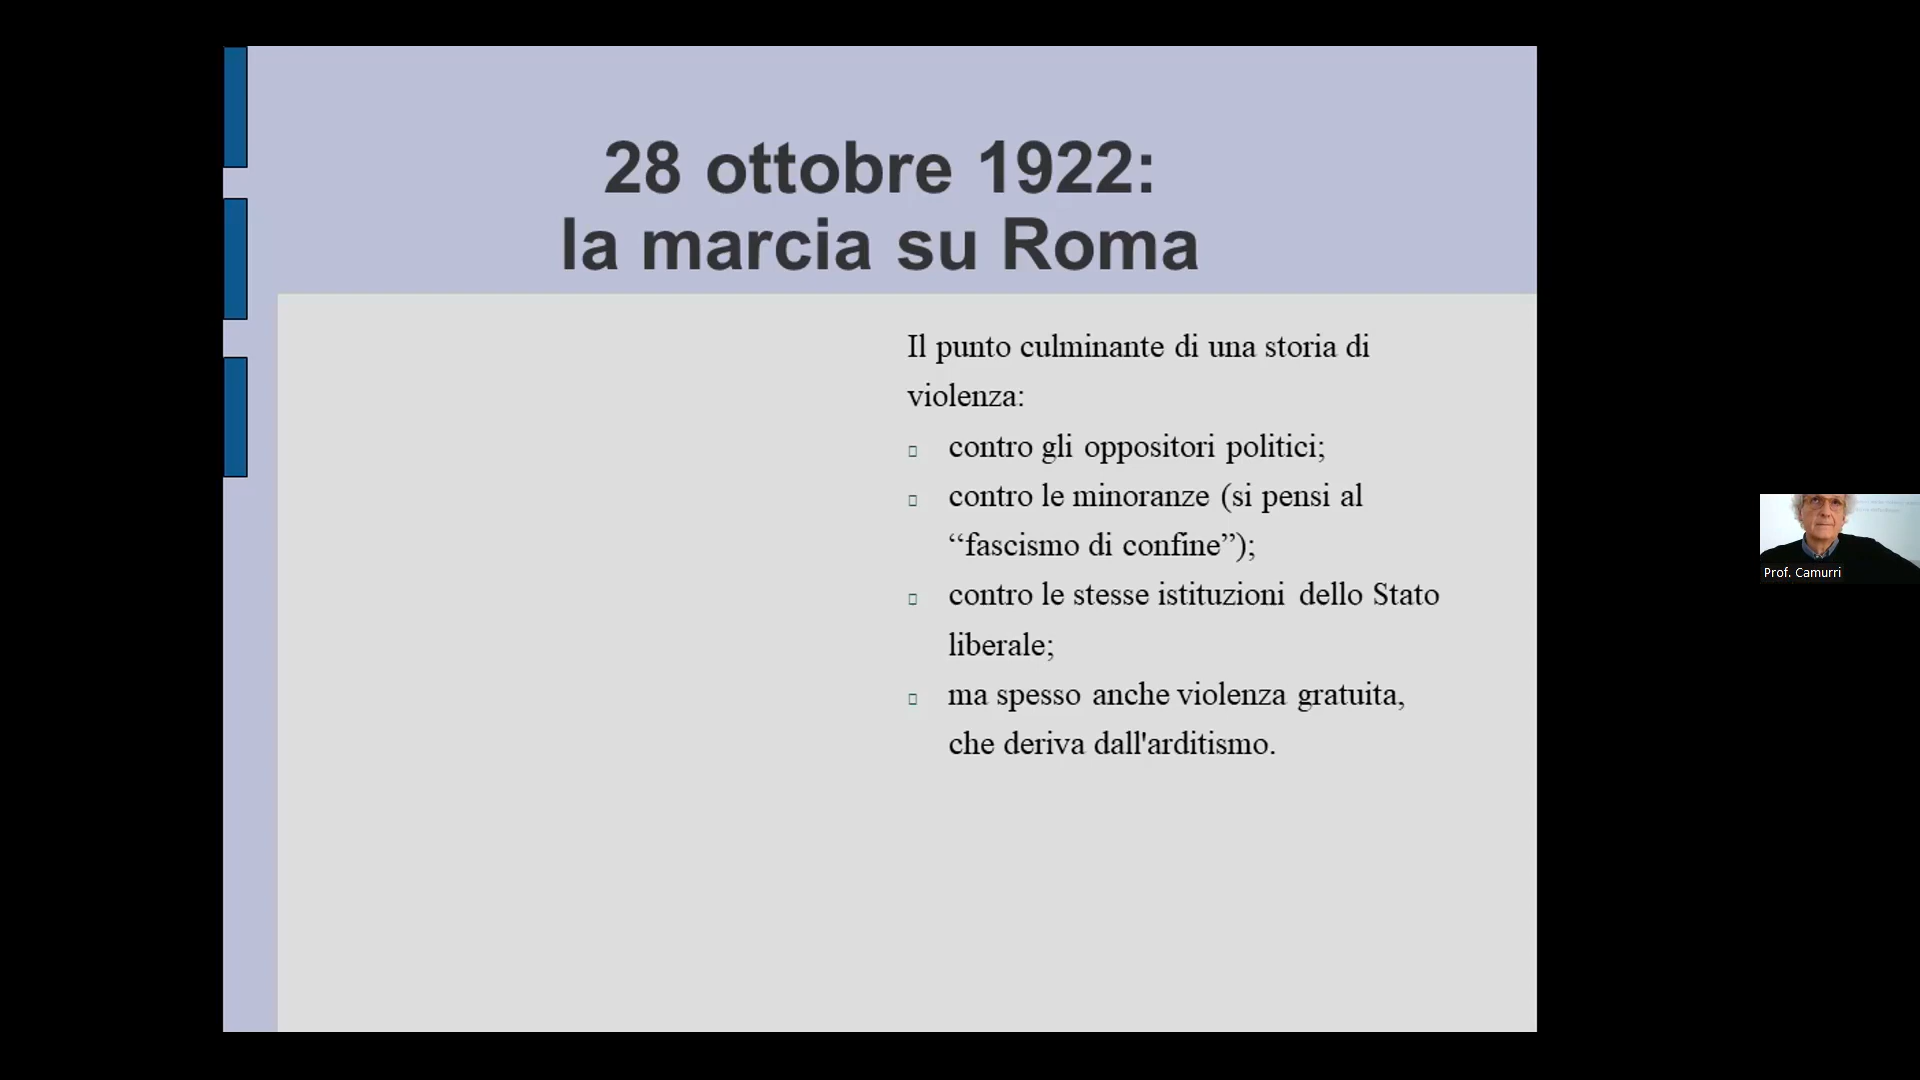 28 ottobre 1922:
la marcia su Roma
Il punto culminante di una storia di
violenza:
contro gli oppositori politici;
contro le minoranze (si pensi al
“fascismo di confine”);
contro le stesse istituzioni dello Stato
liberale;
ma spesso anche violenza gratuita,
che deriva dall'arditismo.
Prof. Camurri